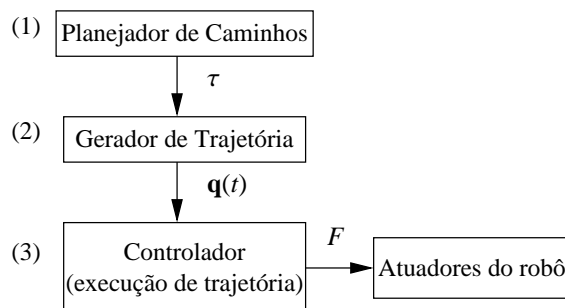 (1) Planejador de Caminhos
τ
(2) Gerador de Trajetória
q(t)
(3) Controlador
(execução de trajetória)
F
Atuadores do robô